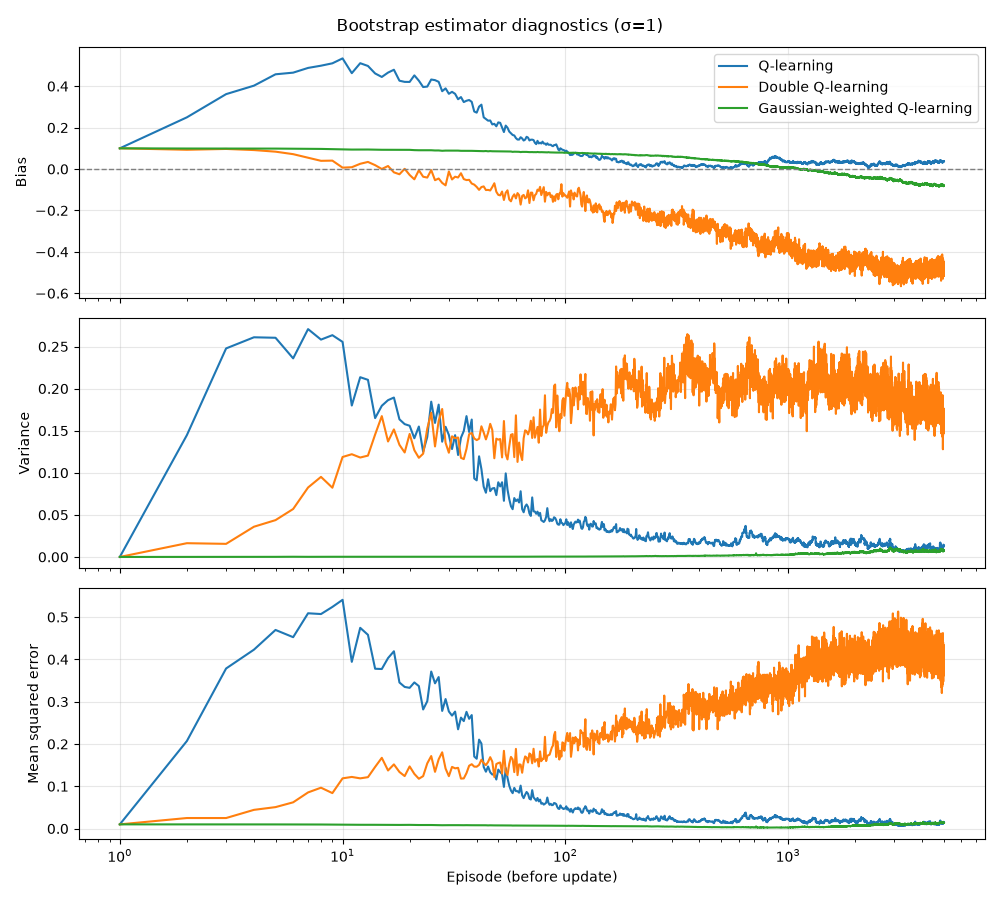 Bootstrap estimator diagnostics (σ=1)
Q-learning
Double Q-learning
Gaussian-weighted Q-learning
Bias
0.4
0.2
0.0
−0.2
−0.4
−0.6
Variance
0.25
0.20
0.15
0.10
0.05
0.00
Mean squared error
0.5
0.4
0.3
0.2
0.1
0.0
10⁰ 10¹ 10² 10³
Episode (before update)